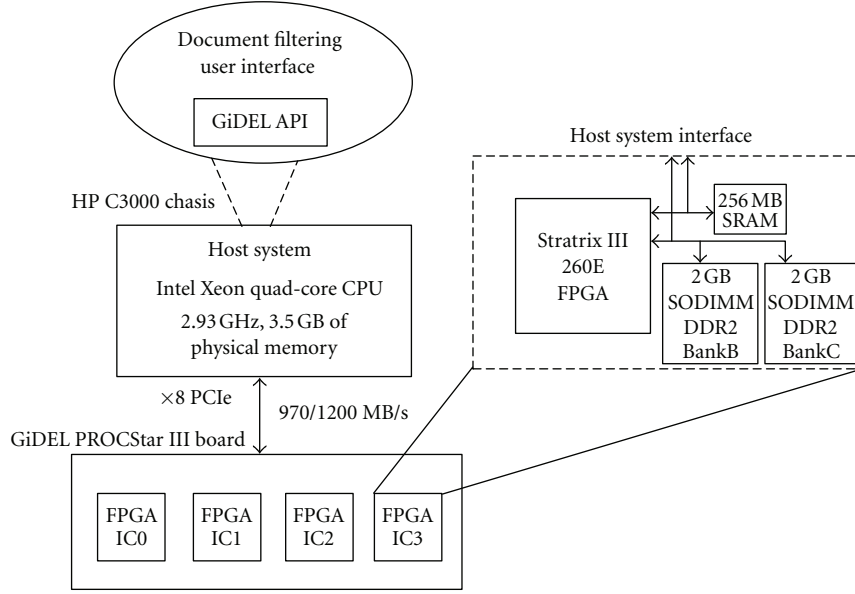 Document filtering
user interface
GiDEL API
HP C3000 chasis
Host system
Intel Xeon quad-core CPU
2.93 GHz, 3.5 GB of
physical memory
×8 PCIe
970/1200 MB/s
GiDEL PROCStar III board
FPGA
IC0
FPGA
IC1
FPGA
IC2
FPGA
IC3
Host system interface
Stratrix III
260E
FPGA
256 MB
SRAM
2 GB
SODIMM
DDR2
BankB
2 GB
SODIMM
DDR2
BankC